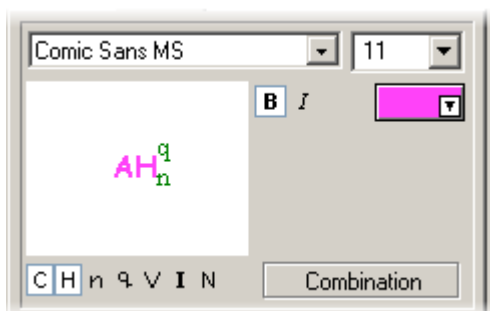 Comic Sans MS 11
B I
AH q n
C H n q V I N Combination